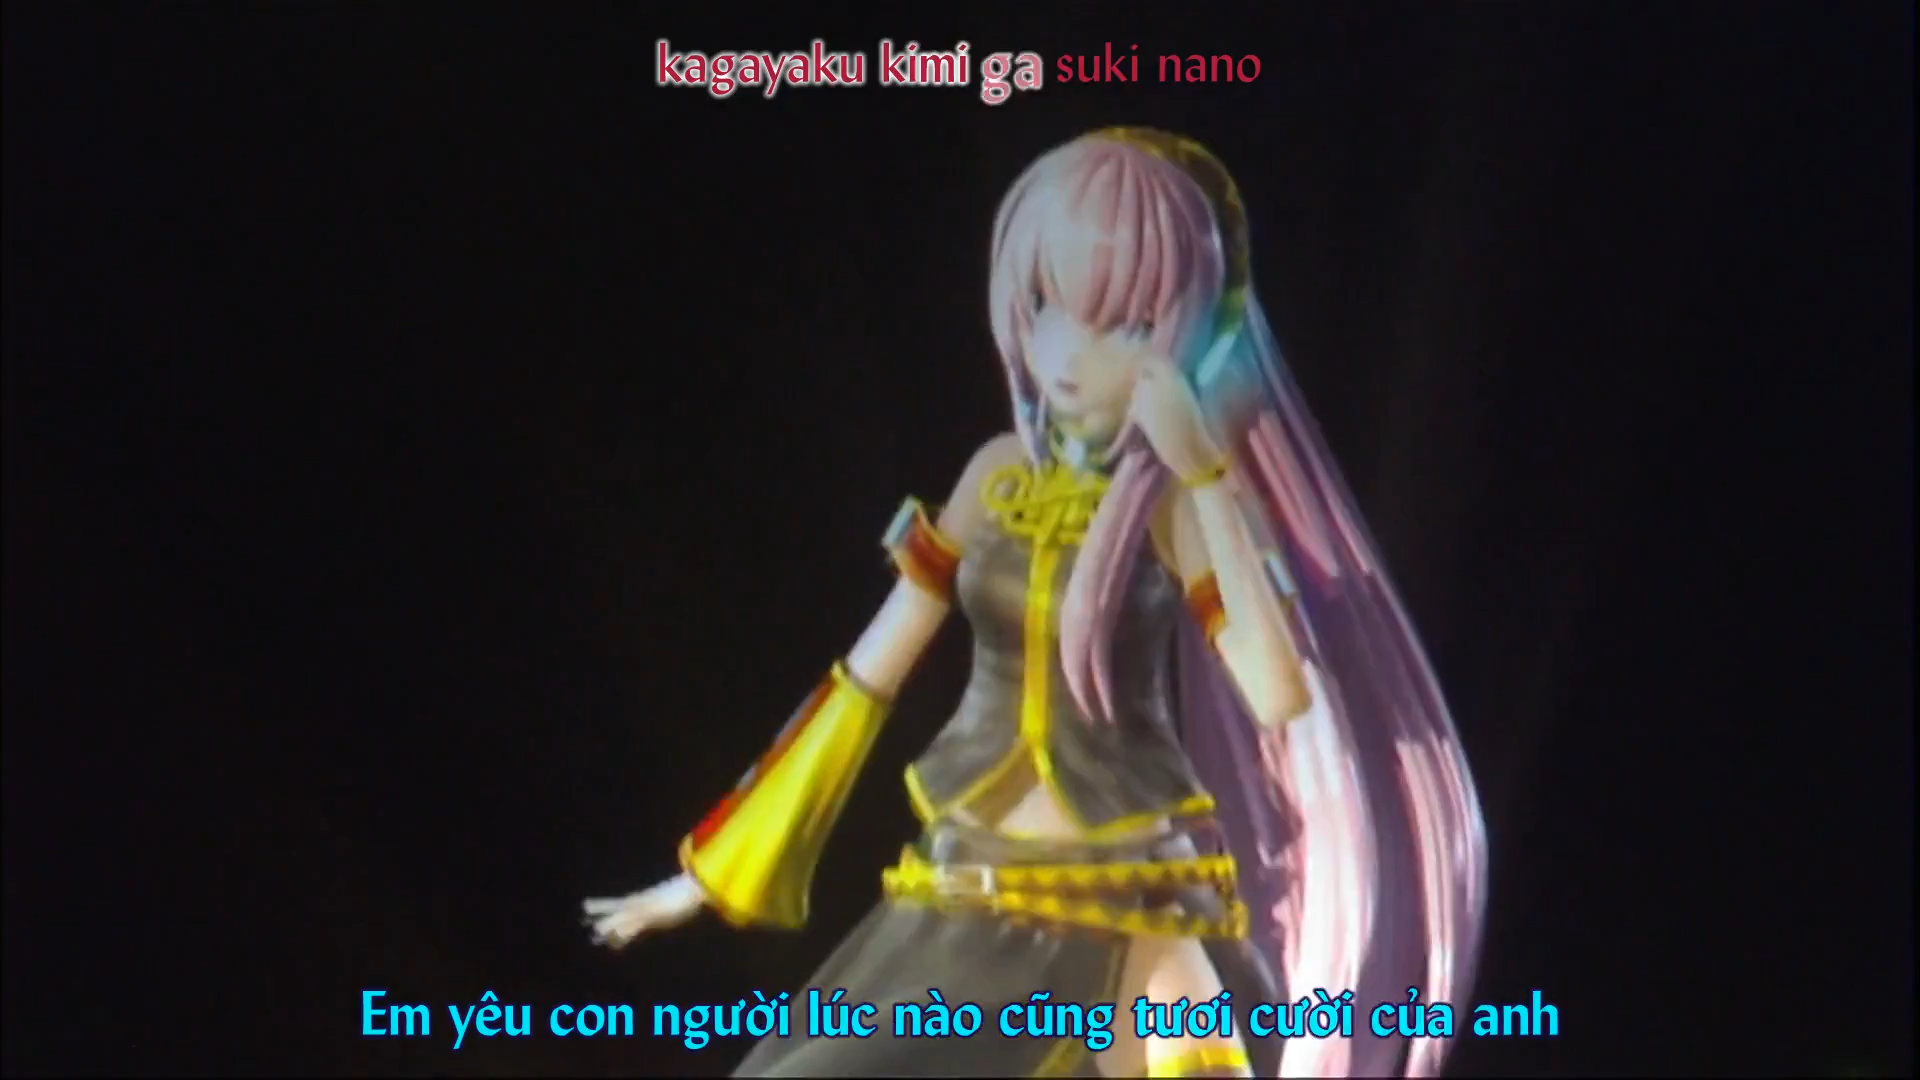 kagayaku kimi ga suki nano
Em yêu con người lúc nào cũng tươi cười của anh